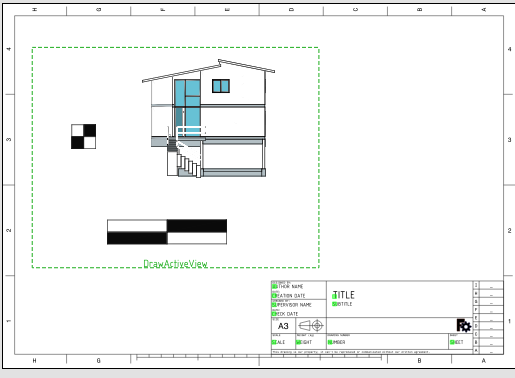 H G F E D C B A
4 4
3 3
2 2
1 1
DrawActiveView
AUTHOR NAME
CREATION DATE
SUPERVISOR NAME
CHECK DATE
TITLE
SUBTITLE
SIZE
A3
SCALE
WEIGHT
NUMBER
SHEET
I _
H _
G _
F _
E _
D _
C _
B _
A _
This drawing is our property; it can't be reproduced or communicated without our written agreement.
H G F E D C B A